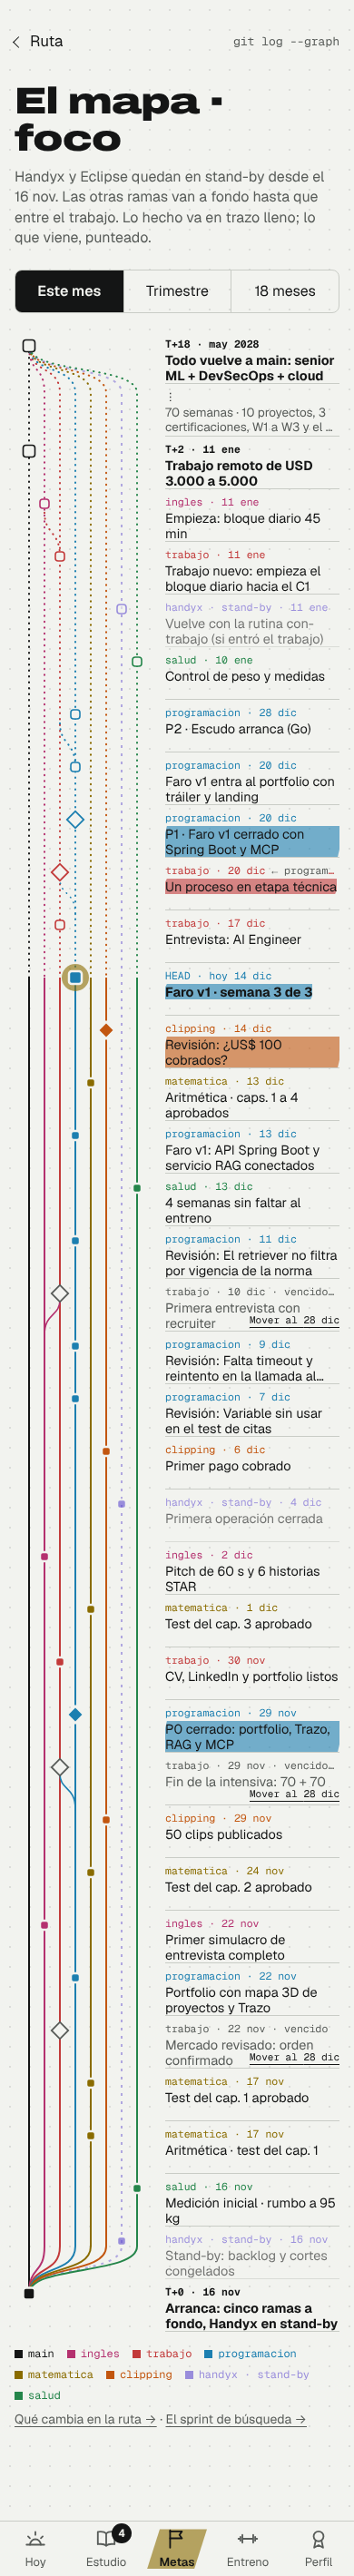 Ruta
git log --graph
El mapa ·
foco
Handyx y Eclipse quedan en stand-by desde el
16 nov. Las otras ramas van a fondo hasta que
entre el trabajo. Lo hecho va en trazo lleno; lo
que viene, punteado.
Este mes
Trimestre
18 meses
T+18 · may 2028
Todo vuelve a main: senior
ML + DevSecOps + cloud
⋮
70 semanas · 10 proyectos, 3
certificaciones, W1 a W3 y el …
T+2 · 11 ene
Trabajo remoto de USD
3.000 a 5.000
ingles · 11 ene
Empieza: bloque diario 45
min
trabajo · 11 ene
Trabajo nuevo: empieza el
bloque diario hacia el C1
handyx · stand-by · 11 ene
Vuelve con la rutina con-
trabajo (si entró el trabajo)
salud · 10 ene
Control de peso y medidas
programacion · 28 dic
P2 · Escudo arranca (Go)
programacion · 20 dic
Faro v1 entra al portfolio con
tráiler y landing
programacion · 20 dic
P1 · Faro v1 cerrado con
Spring Boot y MCP
trabajo · 20 dic ← program…
Un proceso en etapa técnica
trabajo · 17 dic
Entrevista: AI Engineer
HEAD · hoy 14 dic
Faro v1 · semana 3 de 3
clipping · 14 dic
Revisión: ¿US$ 100
cobrados?
matematica · 13 dic
Aritmética · caps. 1 a 4
aprobados
programacion · 13 dic
Faro v1: API Spring Boot y
servicio RAG conectados
salud · 13 dic
4 semanas sin faltar al
entreno
programacion · 11 dic
Revisión: El retriever no filtra
por vigencia de la norma
trabajo · 10 dic · vencido…
Primera entrevista con
recruiter
Mover al 28 dic
programacion · 9 dic
Revisión: Falta timeout y
reintento en la llamada al…
programacion · 7 dic
Revisión: Variable sin usar
en el test de citas
clipping · 6 dic
Primer pago cobrado
handyx · stand-by · 4 dic
Primera operación cerrada
ingles · 2 dic
Pitch de 60 s y 6 historias
STAR
matematica · 1 dic
Test del cap. 3 aprobado
trabajo · 30 nov
CV, LinkedIn y portfolio listos
programacion · 29 nov
P0 cerrado: portfolio, Trazo,
RAG y MCP
trabajo · 29 nov · vencido…
Fin de la intensiva: 70 + 70
Mover al 28 dic
clipping · 29 nov
50 clips publicados
matematica · 24 nov
Test del cap. 2 aprobado
ingles · 22 nov
Primer simulacro de
entrevista completo
programacion · 22 nov
Portfolio con mapa 3D de
proyectos y Trazo
trabajo · 22 nov · vencido
Mercado revisado: orden
confirmado
Mover al 28 dic
matematica · 17 nov
Test del cap. 1 aprobado
matematica · 17 nov
Aritmética · test del cap. 1
salud · 16 nov
Medición inicial · rumbo a 95
kg
handyx · stand-by · 16 nov
Stand-by: backlog y cortes
congelados
T+0 · 16 nov
Arranca: cinco ramas a
fondo, Handyx en stand-by
main ingles trabajo programacion
matematica clipping handyx · stand-by
salud
Qué cambia en la ruta → · El sprint de búsqueda →
4
Hoy
Estudio
Metas
Entreno
Perfil